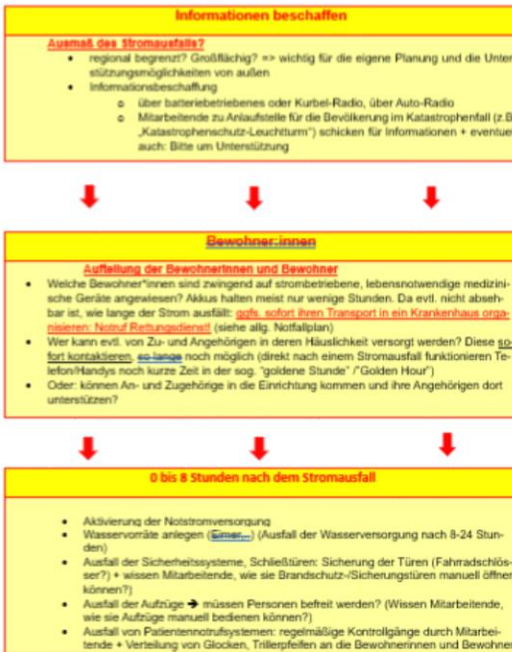 Informationen beschaffen
Ausmaß des Stromausfalls?
• regional begrenzt? Großflächig? => wichtig für die eigene Planung und die Unter
stützungsmöglichkeiten von außen
• Informationsbeschaffung
o über batteriebetriebenes oder Kurbel-Radio, über Auto-Radio
o Mitarbeitende zu Anlaufstelle für die Bevölkerung im Katastrophenfall (z.B
„Katastrophenschutz-Leuchtturm") schicken für Informationen + eventuel
auch: Bitte um Unterstützung
Bewohner:innen
Aufteilung der Bewohnerinnen und Bewohner
• Welche Bewohner*innen sind zwingend auf strombetriebene, lebensnotwendige medizini-
sche Geräte angewiesen? Akkus halten meist nur wenige Stunden. Da evtl. nicht abseh-
bar ist, wie lange der Strom ausfällt: ggfs. sofort ihren Transport in ein Krankenhaus orga-
nisieren: Notruf Rettungsdienst! (siehe allg. Notfallplan)
• Wer kann evtl. von Zu- und Angehörigen in deren Häuslichkeit versorgt werden? Diese so-
fort kontaktieren, so lange noch möglich (direkt nach einem Stromausfall funktionieren Te-
lefon/Handys noch kurze Zeit in der sog. "goldene Stunde" /"Golden Hour")
• Oder: können An- und Zugehörige in die Einrichtung kommen und ihre Angehörigen dort
unterstützen?
0 bis 8 Stunden nach dem Stromausfall
• Aktivierung der Notstromversorgung
• Wasservorräte anlegen (Eimer,...) (Ausfall der Wasserversorgung nach 8-24 Stun-
den)
• Ausfall der Sicherheitssysteme, Schließtüren: Sicherung der Türen (Fahrradschlös-
ser?) + wissen Mitarbeitende, wie sie Brandschutz-/Sicherungstüren manuell öffnen
können?)
• Ausfall der Aufzüge ➔ müssen Personen befreit werden? (Wissen Mitarbeitende,
wie sie Aufzüge manuell bedienen können?)
• Ausfall von Patientennotrufsystemen: regelmäßige Kontrollgänge durch Mitarbei-
tende + Verteilung von Glocken, Trillerpfeifen an die Bewohnerinnen und Bewohner